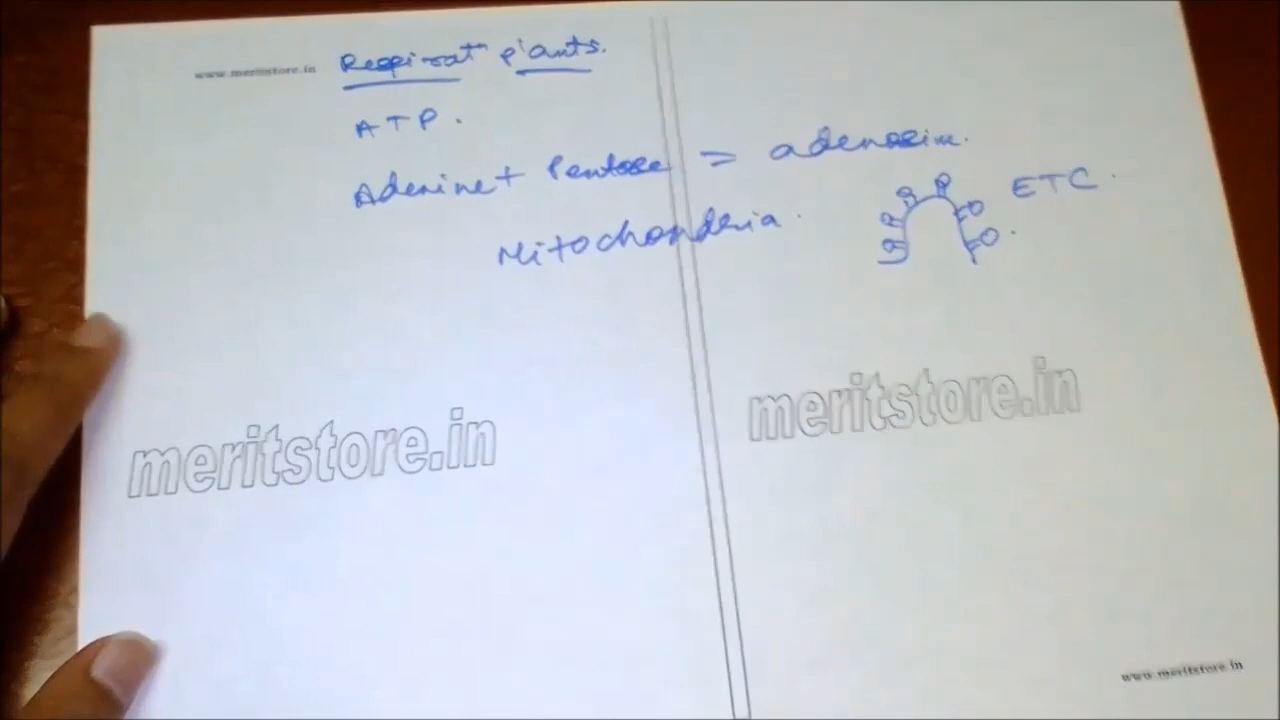 www.meritstore.in
Respirat^n plants.
ATP.
Adenine + Pentose = adenosine.
Mitochondria.
ETC.
meritstore.in
meritstore.in
www.meritstore.in